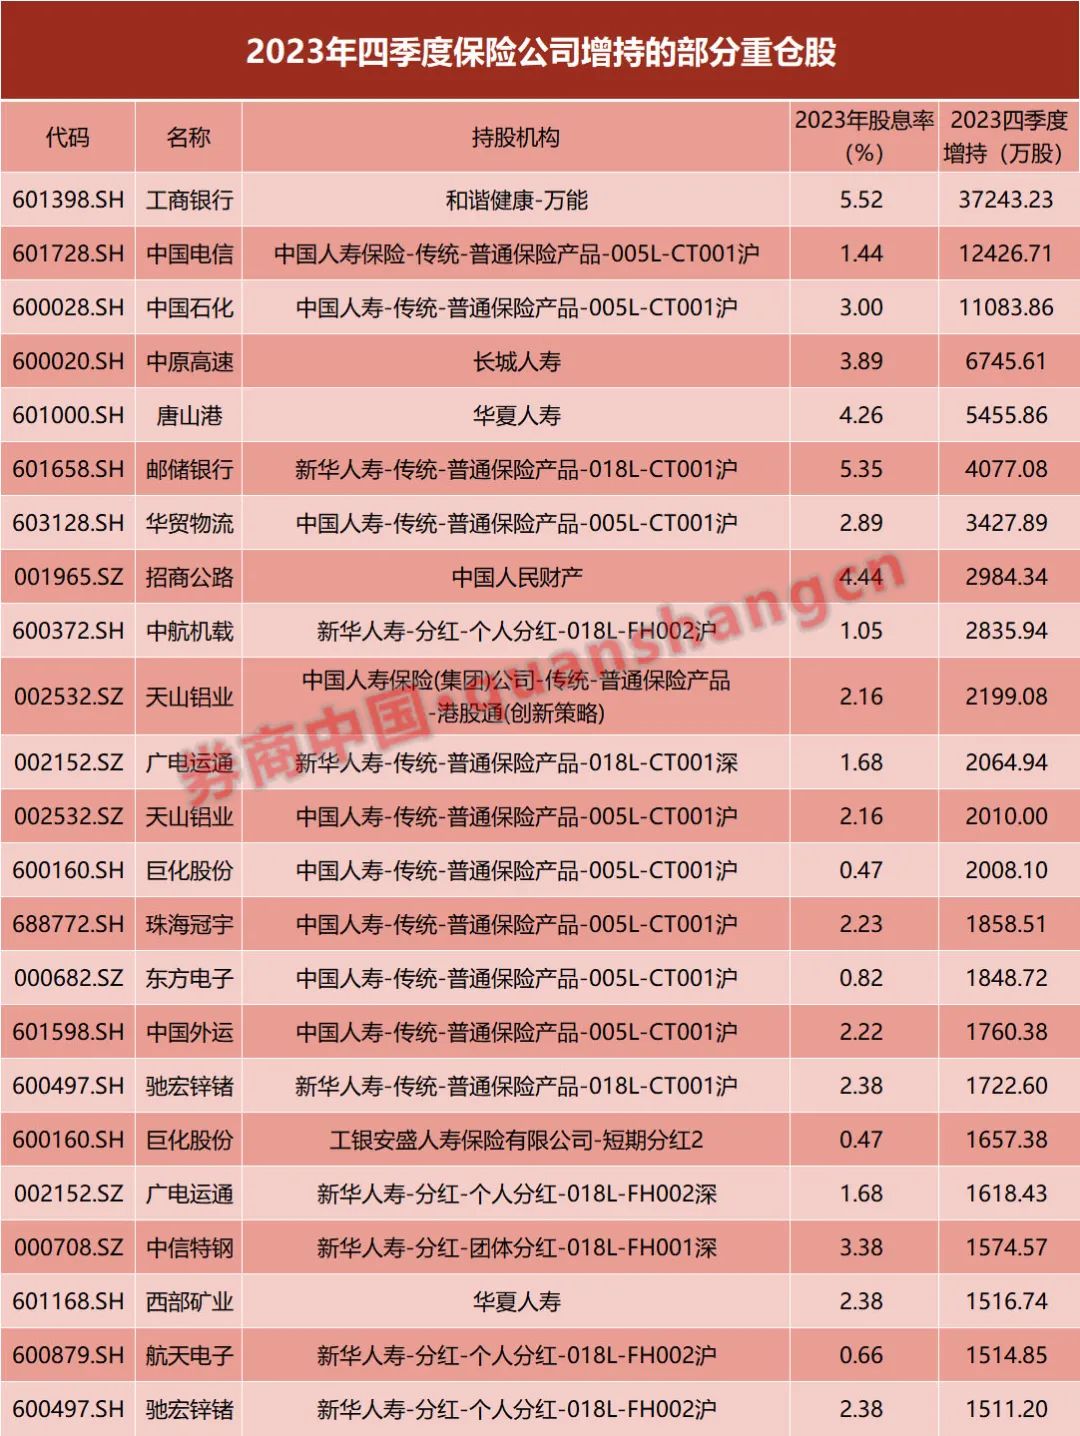 2023年四季度保险公司增持的部分重仓股
代码 名称 持股机构 2023年股息率（%） 2023四季度增持（万股）
601398.SH 工商银行 和谐健康-万能 5.52 37243.23
601728.SH 中国电信 中国人寿保险-传统-普通保险产品-005L-CT001沪 1.44 12426.71
600028.SH 中国石化 中国人寿-传统-普通保险产品-005L-CT001沪 3.00 11083.86
600020.SH 中原高速 长城人寿 3.89 6745.61
601000.SH 唐山港 华夏人寿 4.26 5455.86
601658.SH 邮储银行 新华人寿-传统-普通保险产品-018L-CT001沪 5.35 4077.08
603128.SH 华贸物流 中国人寿-传统-普通保险产品-005L-CT001沪 2.89 3427.89
001965.SZ 招商公路 中国人民财产 4.44 2984.34
600372.SH 中航机载 新华人寿-分红-个人分红-018L-FH002沪 1.05 2835.94
002532.SZ 天山铝业 中国人寿保险(集团)公司-传统-普通保险产品-港股通(创新策略) 2.16 2199.08
002152.SZ 广电运通 新华人寿-传统-普通保险产品-018L-CT001深 1.68 2064.94
002532.SZ 天山铝业 中国人寿-传统-普通保险产品-005L-CT001沪 2.16 2010.00
600160.SH 巨化股份 中国人寿-传统-普通保险产品-005L-CT001沪 0.47 2008.10
688772.SH 珠海冠宇 中国人寿-传统-普通保险产品-005L-CT001沪 2.23 1858.51
000682.SZ 东方电子 中国人寿-传统-普通保险产品-005L-CT001沪 0.82 1848.72
601598.SH 中国外运 中国人寿-传统-普通保险产品-005L-CT001沪 2.22 1760.38
600497.SH 驰宏锌锗 新华人寿-传统-普通保险产品-018L-CT001沪 2.38 1722.60
600160.SH 巨化股份 工银安盛人寿保险有限公司-短期分红2 0.47 1657.38
002152.SZ 广电运通 新华人寿-分红-个人分红-018L-FH002深 1.68 1618.43
000708.SZ 中信特钢 新华人寿-分红-团体分红-018L-FH001深 3.38 1574.57
601168.SH 西部矿业 华夏人寿 2.38 1516.74
600879.SH 航天电子 新华人寿-分红-个人分红-018L-FH002沪 0.66 1514.85
600497.SH 驰宏锌锗 新华人寿-分红-个人分红-018L-FH002沪 2.38 1511.20
券商中国·quanshangcn